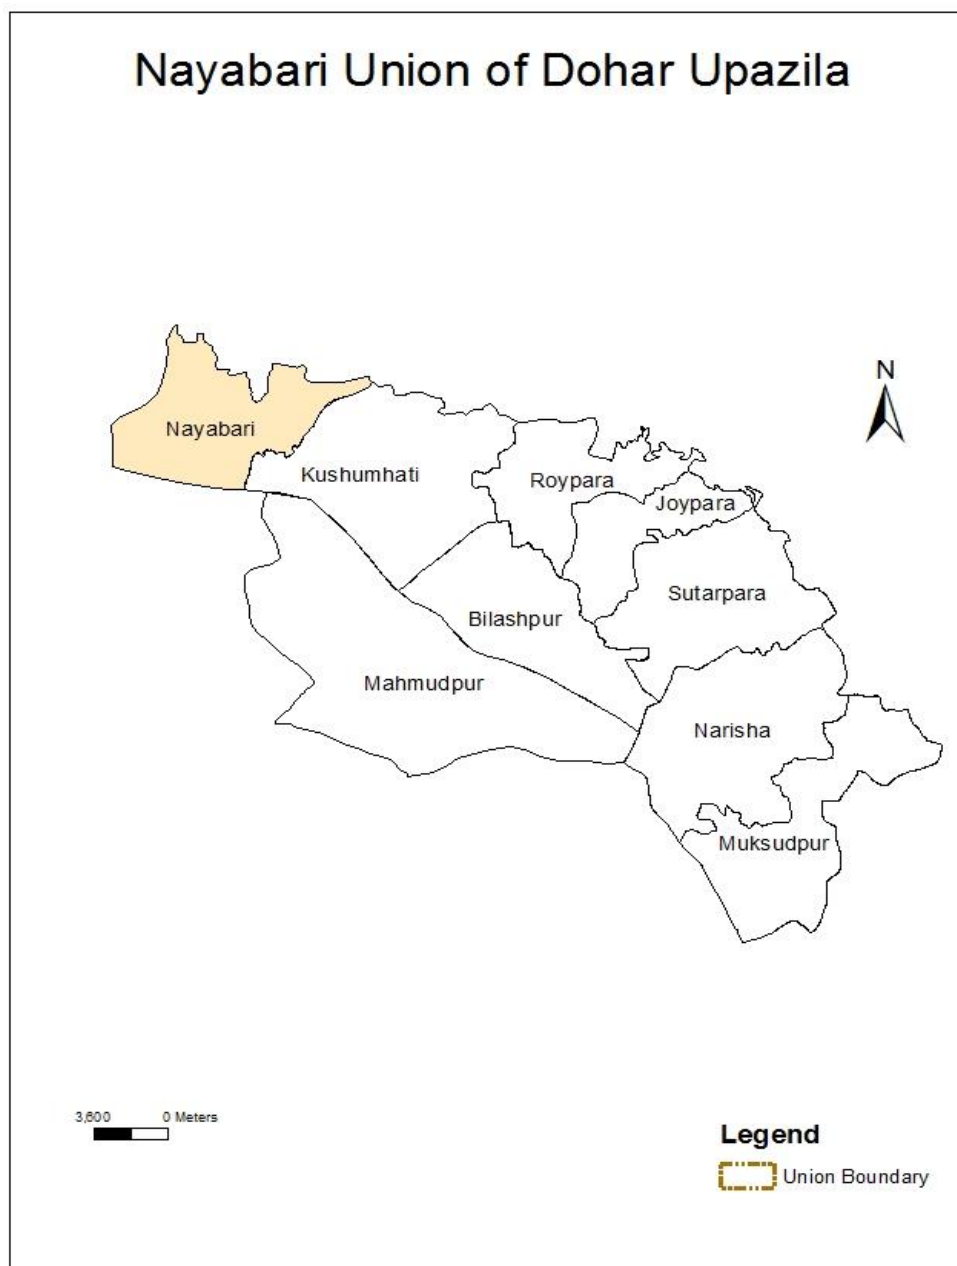 Nayabari Union of Dohar Upazila
N
Nayabari
Kushumhati
Roypara
Joypara
Sutarpara
Bilashpur
Mahmudpur
Narisha
Muksudpur
3,600 0 Meters
Legend
Union Boundary